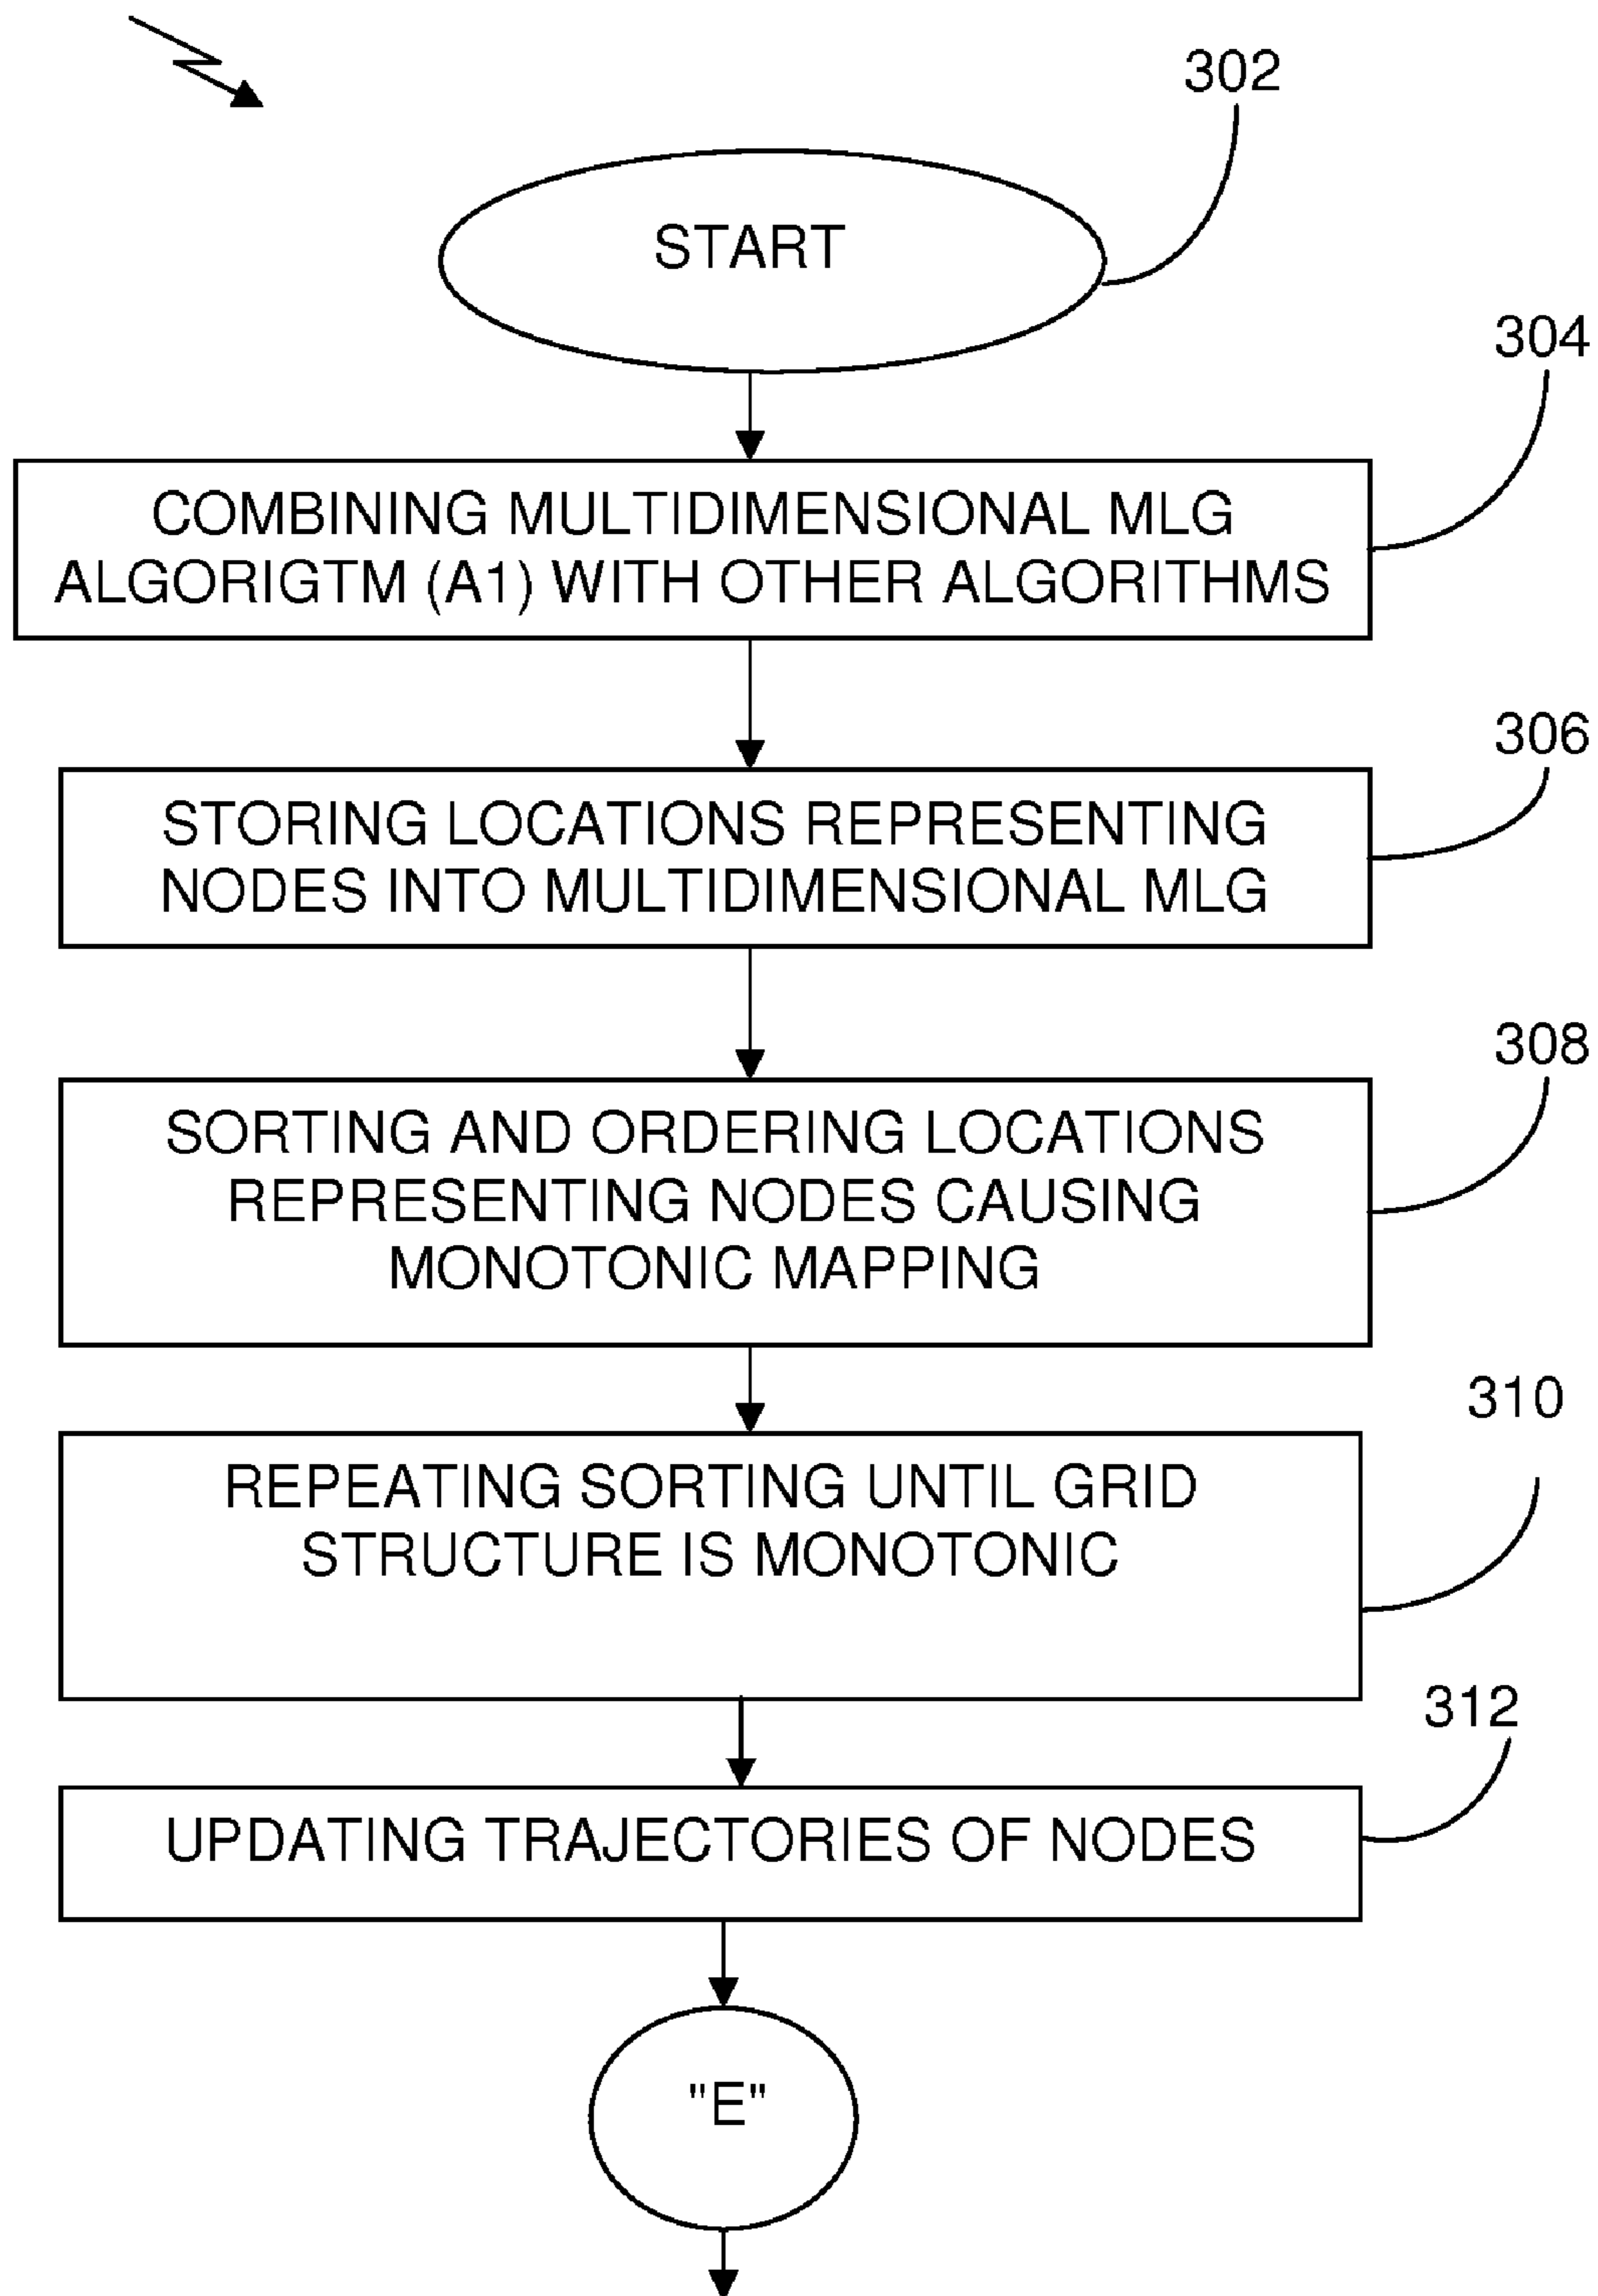 302
START
304
COMBINING MULTIDIMENSIONAL MLG
ALGORIGTM (A1) WITH OTHER ALGORITHMS
306
STORING LOCATIONS REPRESENTING
NODES INTO MULTIDIMENSIONAL MLG
308
SORTING AND ORDERING LOCATIONS
REPRESENTING NODES CAUSING
MONOTONIC MAPPING
310
REPEATING SORTING UNTIL GRID
STRUCTURE IS MONOTONIC
312
UPDATING TRAJECTORIES OF NODES
"E"